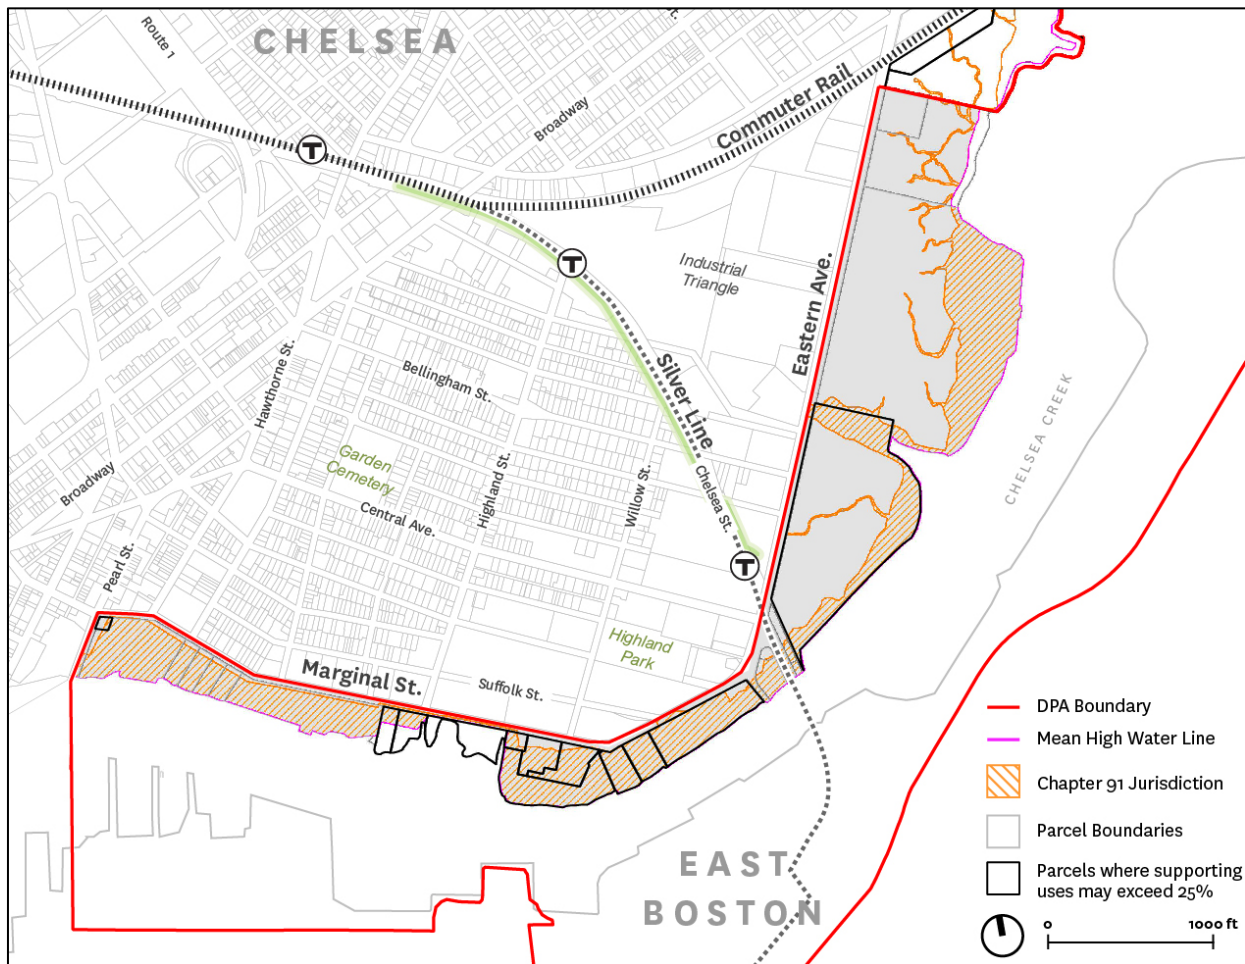 CHELSEA
Route 1
St.
Broadway
Commuter Rail
T
T
Industrial
Triangle
Eastern Ave.
Silver Line
Hawthorne St.
Bellingham St.
Garden
Cemetery
Broadway
Highland St.
Willow St.
Chelsea St.
Central Ave.
Pearl St.
T
CHELSEA CREEK
Highland
Park
Marginal St.
Suffolk St.
EAST
BOSTON
DPA Boundary
Mean High Water Line
Chapter 91 Jurisdiction
Parcel Boundaries
Parcels where supporting
uses may exceed 25%
0 1000 ft